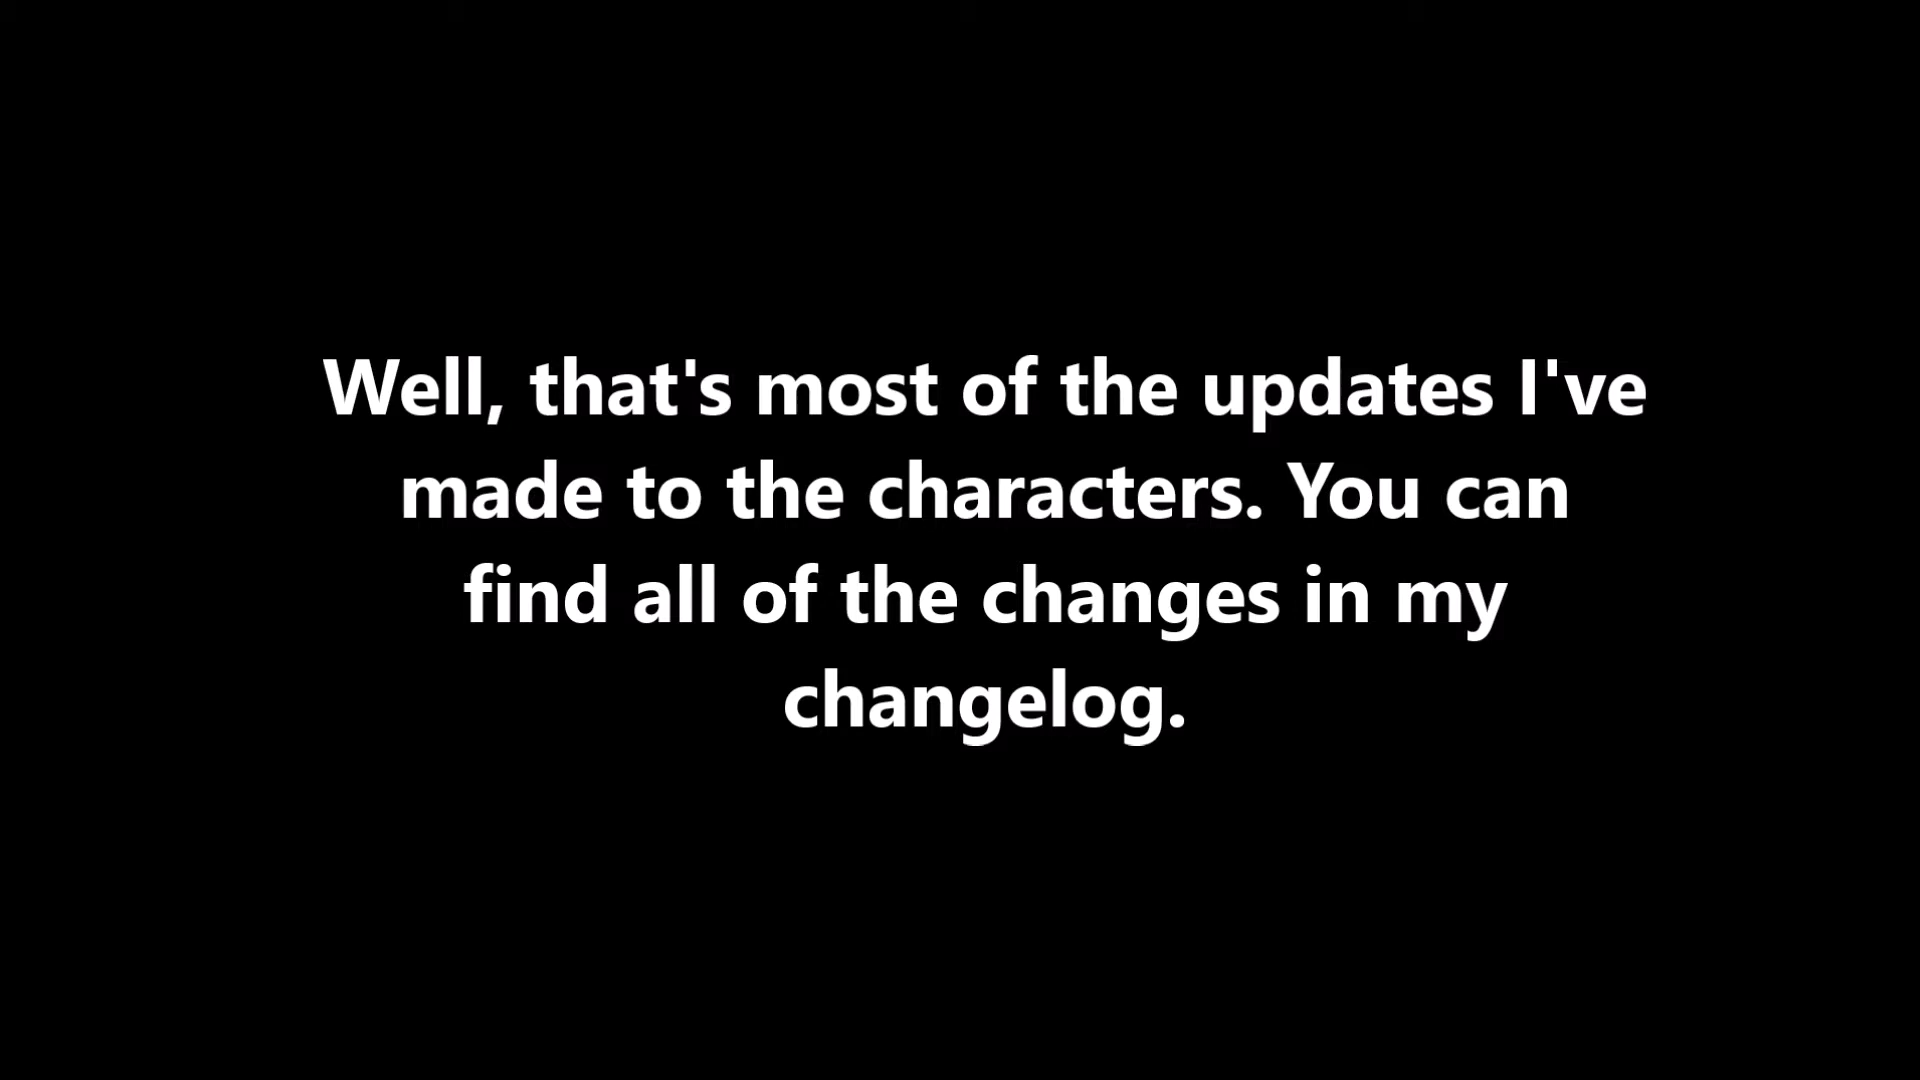 Well, that's most of the updates I've
made to the characters. You can
find all of the changes in my
changelog.